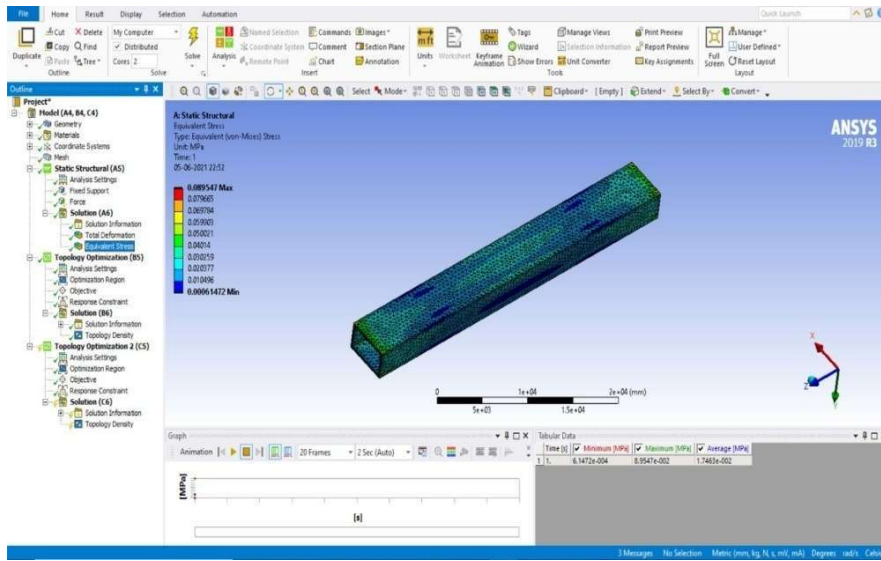 File Home Result Display Selection Automation Quick Launch
Duplicate Cut Delete My Computer Solve Analysis Named Selection Commands Images Units Worksheet Keyframe Animation Tags Manage Views Print Preview Full Screen Manage
Copy Find Distributed Coordinate System Comment Section Plane Wizard Selection Information Report Preview User Defined
Paste Tree Cores 2 Remote Point Chart Annotation Show Errors Unit Converter Key Assignments Reset Layout
Outline Solve Insert Tools Layout
Outline
Select Mode Clipboard [Empty] Extend Select By Convert
Project*
Model (A4, B4, C4)
Geometry
Materials
Coordinate Systems
Mesh
Static Structural (A5)
Analysis Settings
Fixed Support
Force
Solution (A6)
Solution Information
Total Deformation
Equivalent Stress
Topology Optimization (B5)
Analysis Settings
Optimization Region
Objective
Response Constraint
Solution (B6)
Solution Information
Topology Density
Topology Optimization 2 (C5)
Analysis Settings
Optimization Region
Objective
Response Constraint
Solution (C6)
Solution Information
Topology Density
A: Static Structural
Equivalent Stress
Type: Equivalent (von-Mises) Stress
Unit: MPa
Time: 1
05-06-2021 22:52
0.089547 Max
0.079665
0.069784
0.059903
0.050021
0.04014
0.030259
0.020377
0.010496
0.00061472 Min
ANSYS
2019 R3
X
Y
Z
0 1e+04 2e+04 (mm)
5e+03 1.5e+04
Graph
Animation 20 Frames 2 Sec (Auto)
[MPa]
[s]
Tabular Data
Time [s] Minimum [MPa] Maximum [MPa] Average [MPa]
1 1. 6.1472e-004 8.9547e-002 1.7463e-002
3 Messages No Selection Metric (mm, kg, N, s, mV, mA) Degrees rad/s Celsi